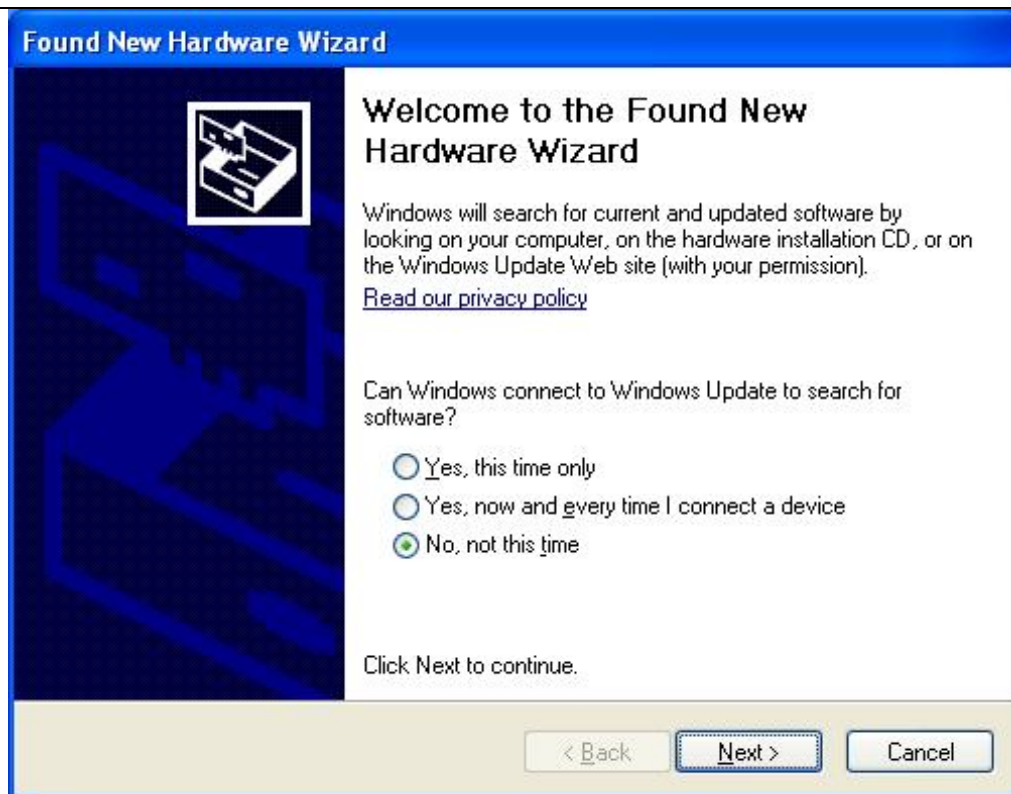 Found New Hardware Wizard
Welcome to the Found New
Hardware Wizard
Windows will search for current and updated software by
looking on your computer, on the hardware installation CD, or on
the Windows Update Web site (with your permission).
Read our privacy policy
Can Windows connect to Windows Update to search for
software?
Yes, this time only
Yes, now and every time I connect a device
No, not this time
Click Next to continue.
< Back Next > Cancel